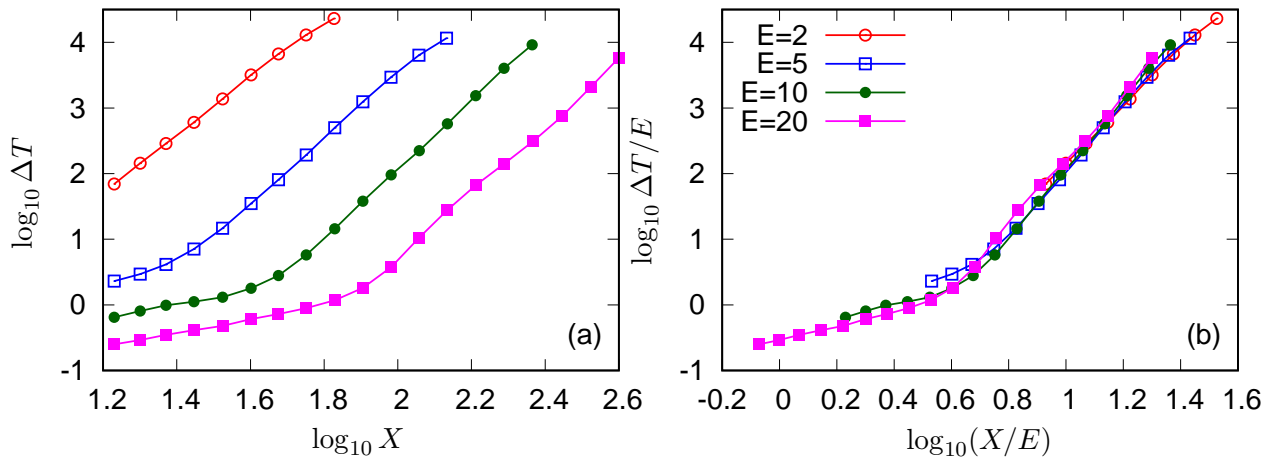 4
3
2
1
0
-1
log₁₀ ΔT
1.2 1.4 1.6 1.8 2 2.2 2.4 2.6
log₁₀ X
(a)
4
3
2
1
0
-1
log₁₀ ΔT/E
-0.2 0 0.2 0.4 0.6 0.8 1 1.2 1.4 1.6
log₁₀(X/E)
E=2
E=5
E=10
E=20
(b)